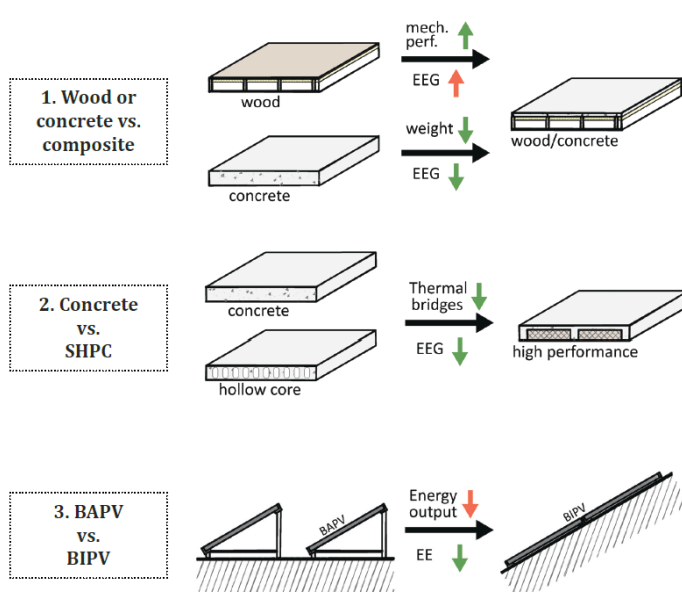 1. Wood or
concrete vs.
composite
wood
mech.
perf.
EEG
concrete
weight
EEG
wood/concrete
2. Concrete
vs.
SHPC
concrete
hollow core
Thermal
bridges
EEG
high performance
3. BAPV
vs.
BIPV
BAPV
Energy
output
EE
BIPV